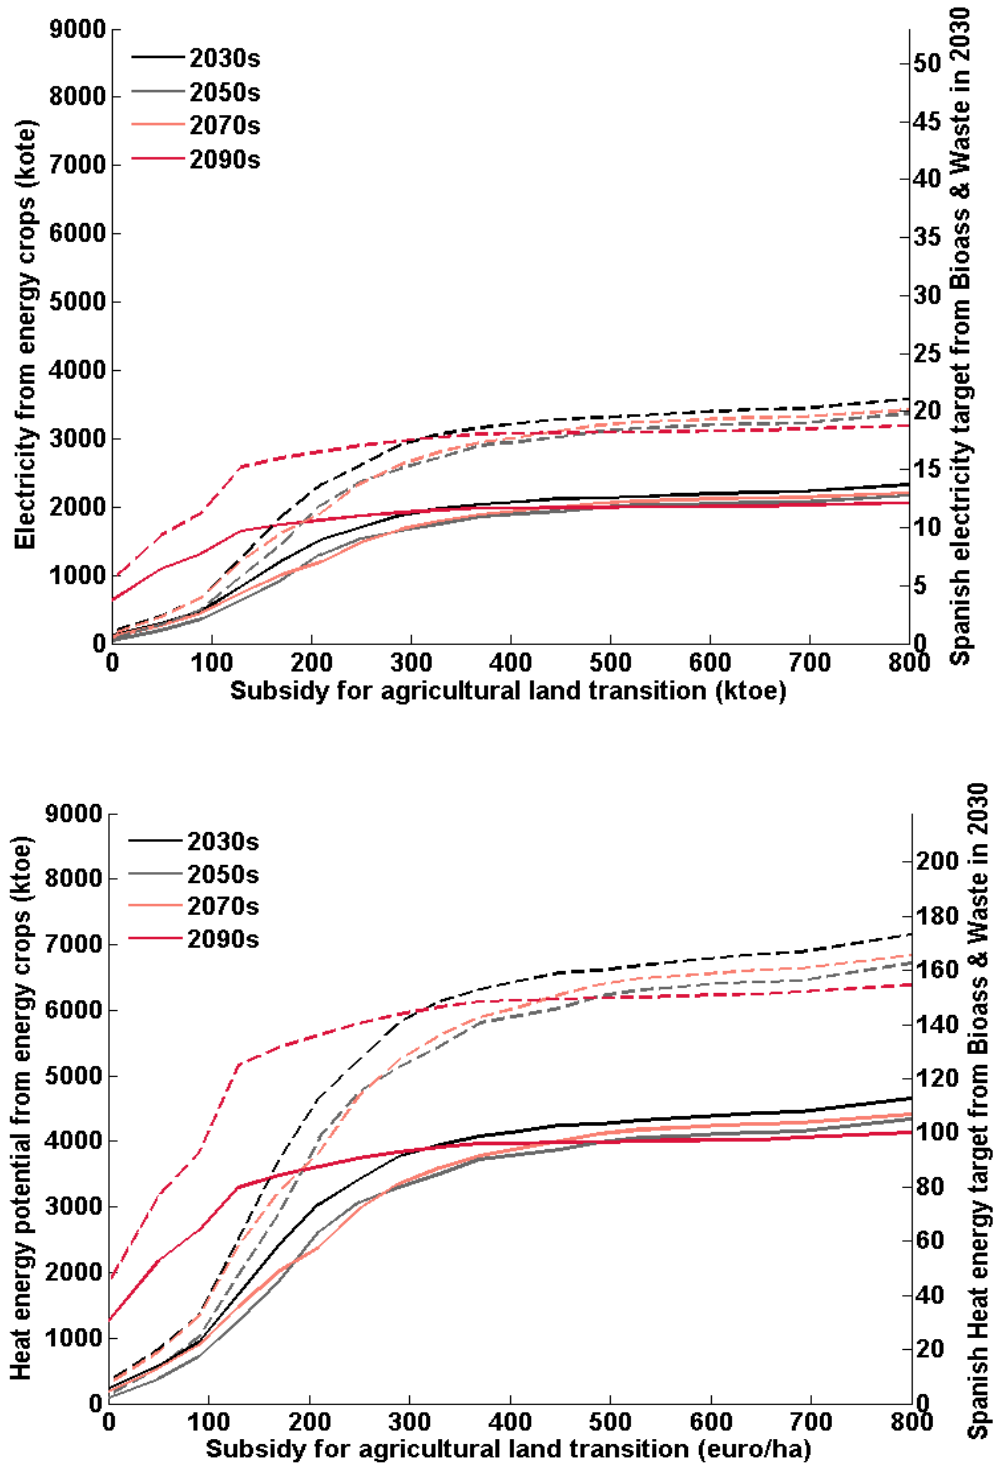 9000
8000
7000
6000
5000
4000
3000
2000
1000
0
Electricity from energy crops (kote)
2030s
2050s
2070s
2090s
50
45
40
35
30
25
20
15
10
5
0
Spanish electricity target from Bioass & Waste in 2030
0 100 200 300 400 500 600 700 800
Subsidy for agricultural land transition (ktoe)
9000
8000
7000
6000
5000
4000
3000
2000
1000
0
Heat energy potential from energy crops (ktoe)
2030s
2050s
2070s
2090s
200
180
160
140
120
100
80
60
40
20
0
Spanish Heat energy target from Bioass & Waste in 2030
0 100 200 300 400 500 600 700 800
Subsidy for agricultural land transition (euro/ha)